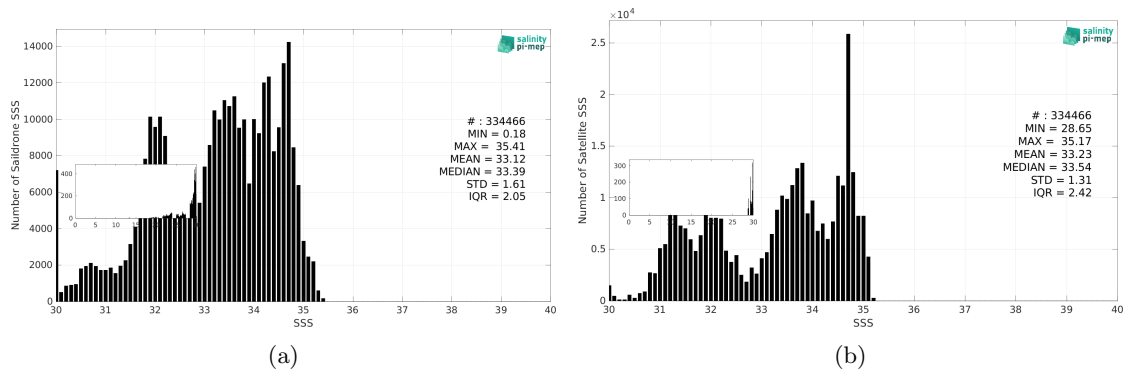 14000
12000
10000
8000
6000
4000
2000
0
Number of Saildrone SSS
salinity
pi-mep
# : 334466
MIN = 0.18
MAX = 35.41
MEAN = 33.12
MEDIAN = 33.39
STD = 1.61
IQR = 2.05
400
200
0
0 5 10 15
30 31 32 33 34 35 36 37 38 39 40
SSS
(a)
×10⁴
2.5
2
1.5
1
0.5
0
Number of Satellite SSS
salinity
pi-mep
# : 334466
MIN = 28.65
MAX = 35.17
MEAN = 33.23
MEDIAN = 33.54
STD = 1.31
IQR = 2.42
300
200
100
0
0 5 10 15 20 25 30
30 31 32 33 34 35 36 37 38 39 40
SSS
(b)